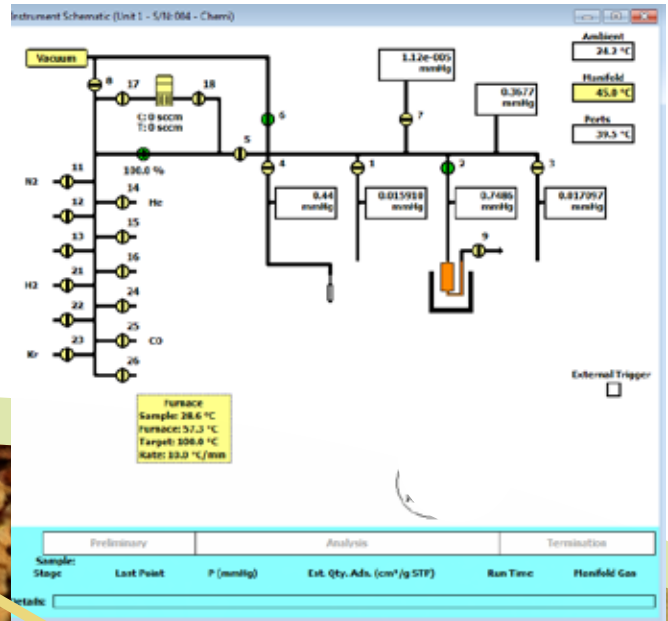 Instrument Schematic (Unit 1 - S/N: 084 - Chemi)
Ambient
24.2 °C
Manifold
45.0 °C
Ports
39.5 °C
Vacuum
1.12e-005
mmHg
0.3677
mmHg
8
17
18
6
7
C: 0 sccm
T: 0 sccm
5
100.0 %
4
1
2
3
N2
11
14
He
0.44
mmHg
0.015910
mmHg
0.7486
mmHg
0.017097
mmHg
12
15
13
16
9
H2
21
24
22
25
CO
Kr
23
26
External Trigger
Furnace
Sample: 28.6 °C
Furnace: 57.3 °C
Target: 100.0 °C
Rate: 10.0 °C/min
Preliminary
Analysis
Termination
Sample:
Stage
Last Point
P (mmHg)
Est. Qty. Ads. (cm³/g STP)
Run Time
Manifold Gas
Details: